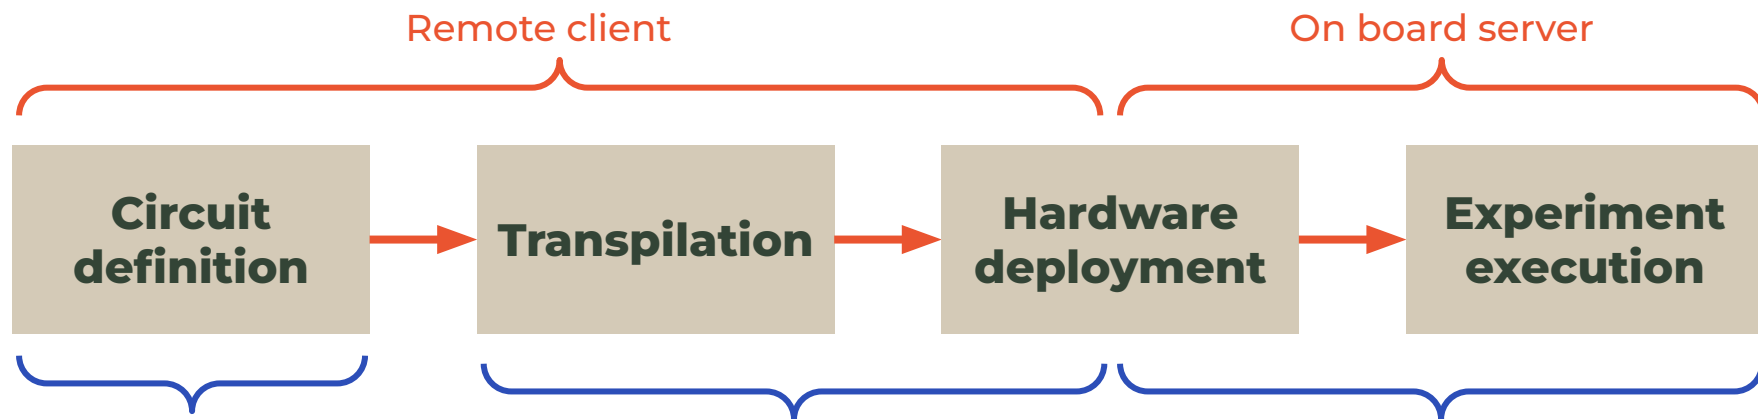 Remote client
On board server
Circuit
definition
Transpilation
Hardware
deployment
Experiment
execution